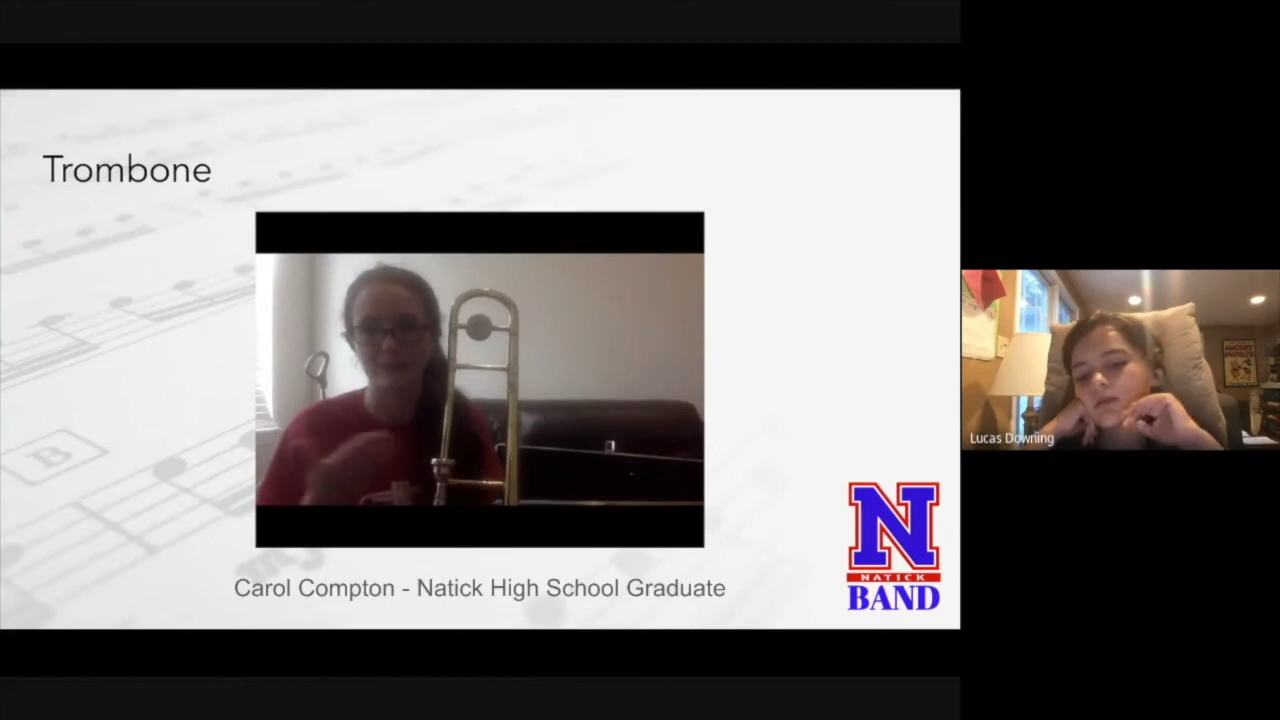 Trombone
B
Carol Compton - Natick High School Graduate
N
NATICK
BAND
Lucas Downing